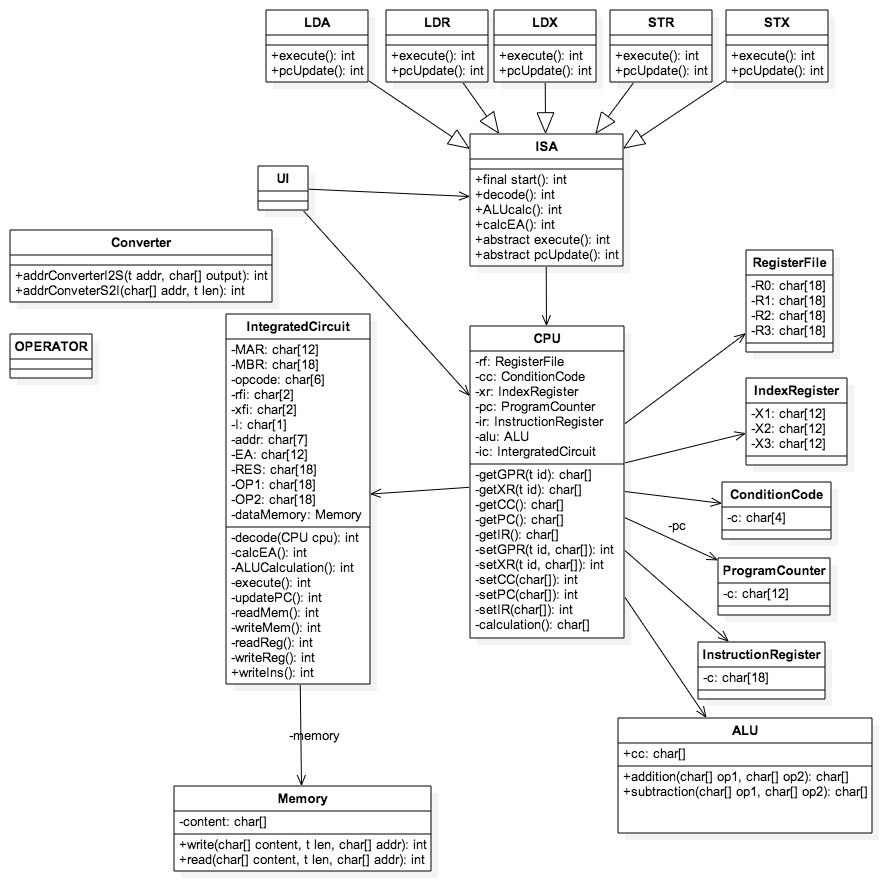 LDA
+execute(): int
+pcUpdate(): int
LDR
+execute(): int
+pcUpdate(): int
LDX
+execute(): int
+pcUpdate(): int
STR
+execute(): int
+pcUpdate(): int
STX
+execute(): int
+pcUpdate(): int
ISA
+final start(): int
+decode(): int
+ALUcalc(): int
+calcEA(): int
+abstract execute(): int
+abstract pcUpdate(): int
UI
Converter
+addrConverterI2S(t addr, char[] output): int
+addrConveterS2I(char[] addr, t len): int
OPERATOR
IntegratedCircuit
-MAR: char[12]
-MBR: char[18]
-opcode: char[6]
-rfi: char[2]
-xfi: char[2]
-I: char[1]
-addr: char[7]
-EA: char[12]
-RES: char[18]
-OP1: char[18]
-OP2: char[18]
-dataMemory: Memory
-decode(CPU cpu): int
-calcEA(): int
-ALUCalculation(): int
-execute(): int
-updatePC(): int
-readMem(): int
-writeMem(): int
-readReg(): int
-writeReg(): int
+writeIns(): int
CPU
-rf: RegisterFile
-cc: ConditionCode
-xr: IndexRegister
-pc: ProgramCounter
-ir: InstructionRegister
-alu: ALU
-ic: IntergratedCircuit
-getGPR(t id): char[]
-getXR(t id): char[]
-getCC(): char[]
-getPC(): char[]
-getIR(): char[]
-setGPR(t id, char[]): int
-setXR(t id, char[]): int
-setCC(char[]): int
-setPC(char[]): int
-setIR(char[]): int
-calculation(): char[]
RegisterFile
-R0: char[18]
-R1: char[18]
-R2: char[18]
-R3: char[18]
IndexRegister
-X1: char[12]
-X2: char[12]
-X3: char[12]
ConditionCode
-c: char[4]
-pc
ProgramCounter
-c: char[12]
InstructionRegister
-c: char[18]
ALU
+cc: char[]
+addition(char[] op1, char[] op2): char[]
+subtraction(char[] op1, char[] op2): char[]
-memory
Memory
-content: char[]
+write(char[] content, t len, char[] addr): int
+read(char[] content, t len, char[] addr): int